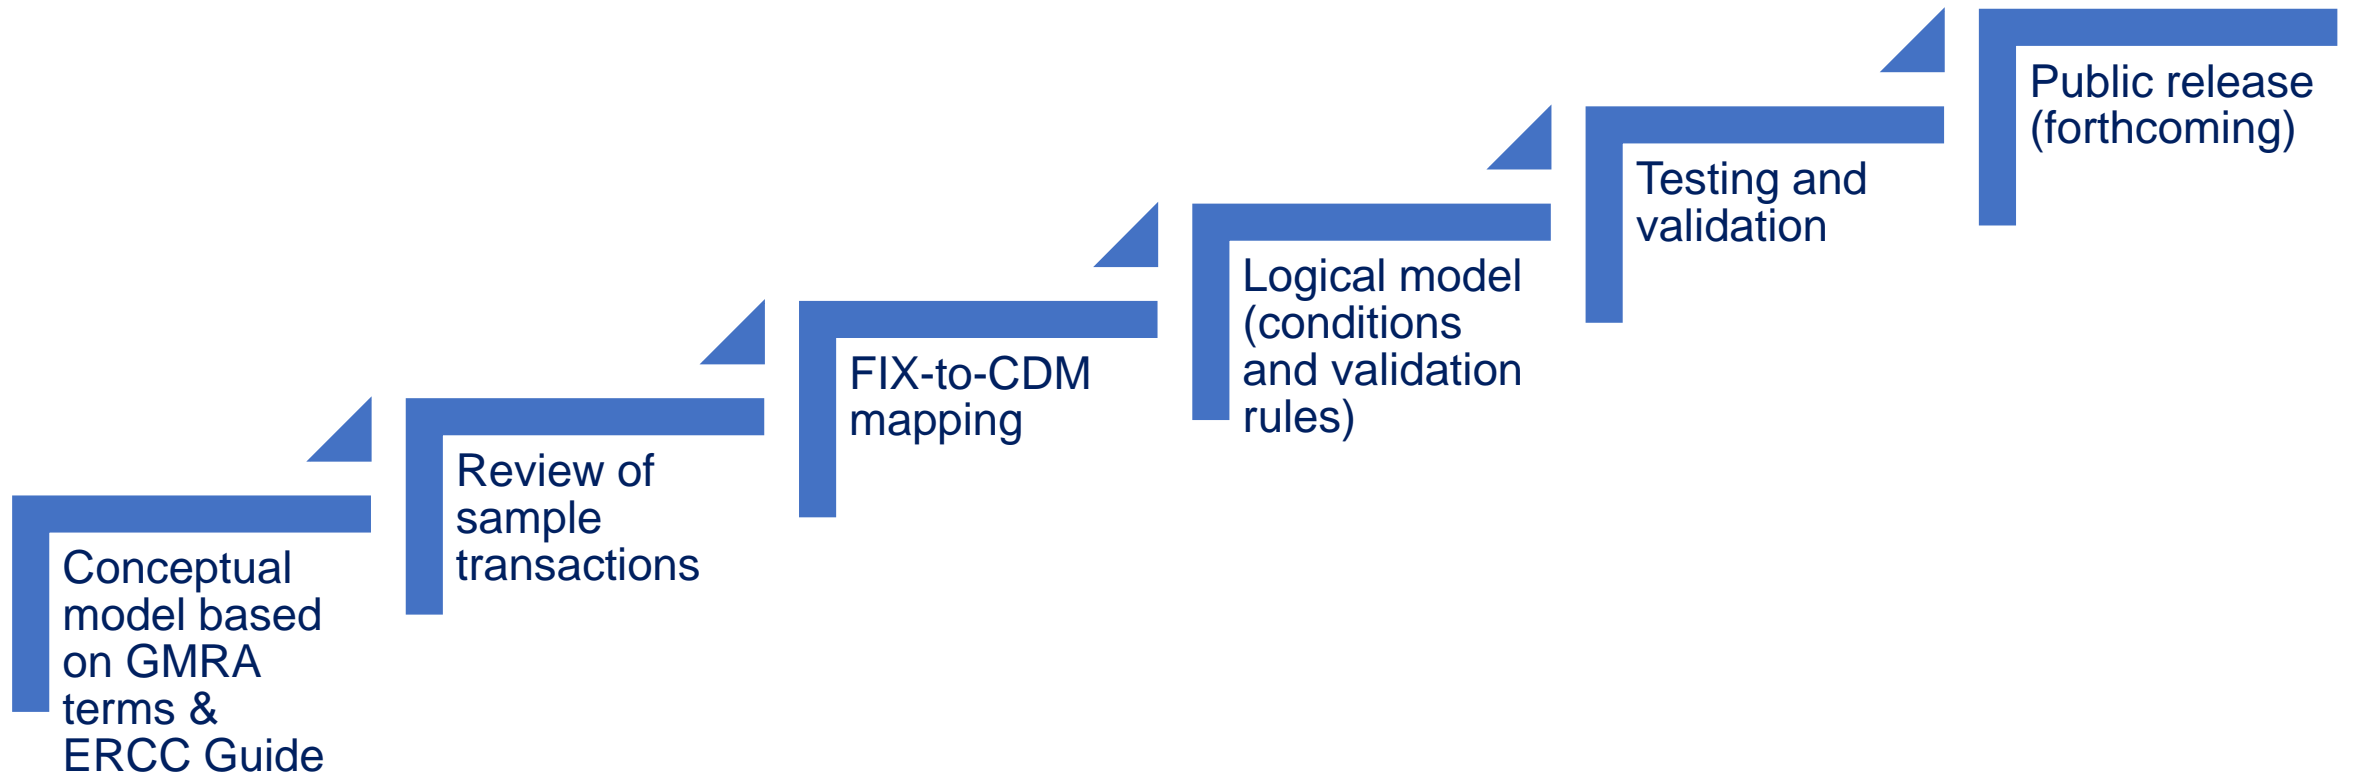 Conceptual
model based
on GMRA
terms &
ERCC Guide
Review of
sample
transactions
FIX-to-CDM
mapping
Logical model
(conditions
and validation
rules)
Testing and
validation
Public release
(forthcoming)